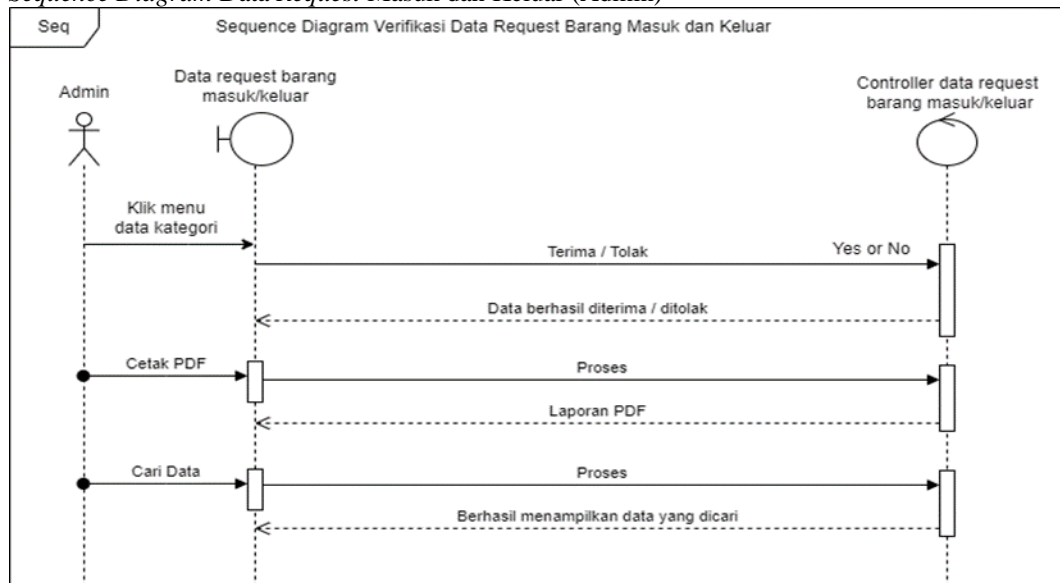 Sequence Diagram Data Request Masuk dan Keluar (Admin)
Seq
Sequence Diagram Verifikasi Data Request Barang Masuk dan Keluar
Admin
Data request barang
masuk/keluar
Controller data request
barang masuk/keluar
Klik menu
data kategori
Terima / Tolak
Yes or No
Data berhasil diterima / ditolak
Cetak PDF
Proses
Laporan PDF
Cari Data
Proses
Berhasil menampilkan data yang dicari